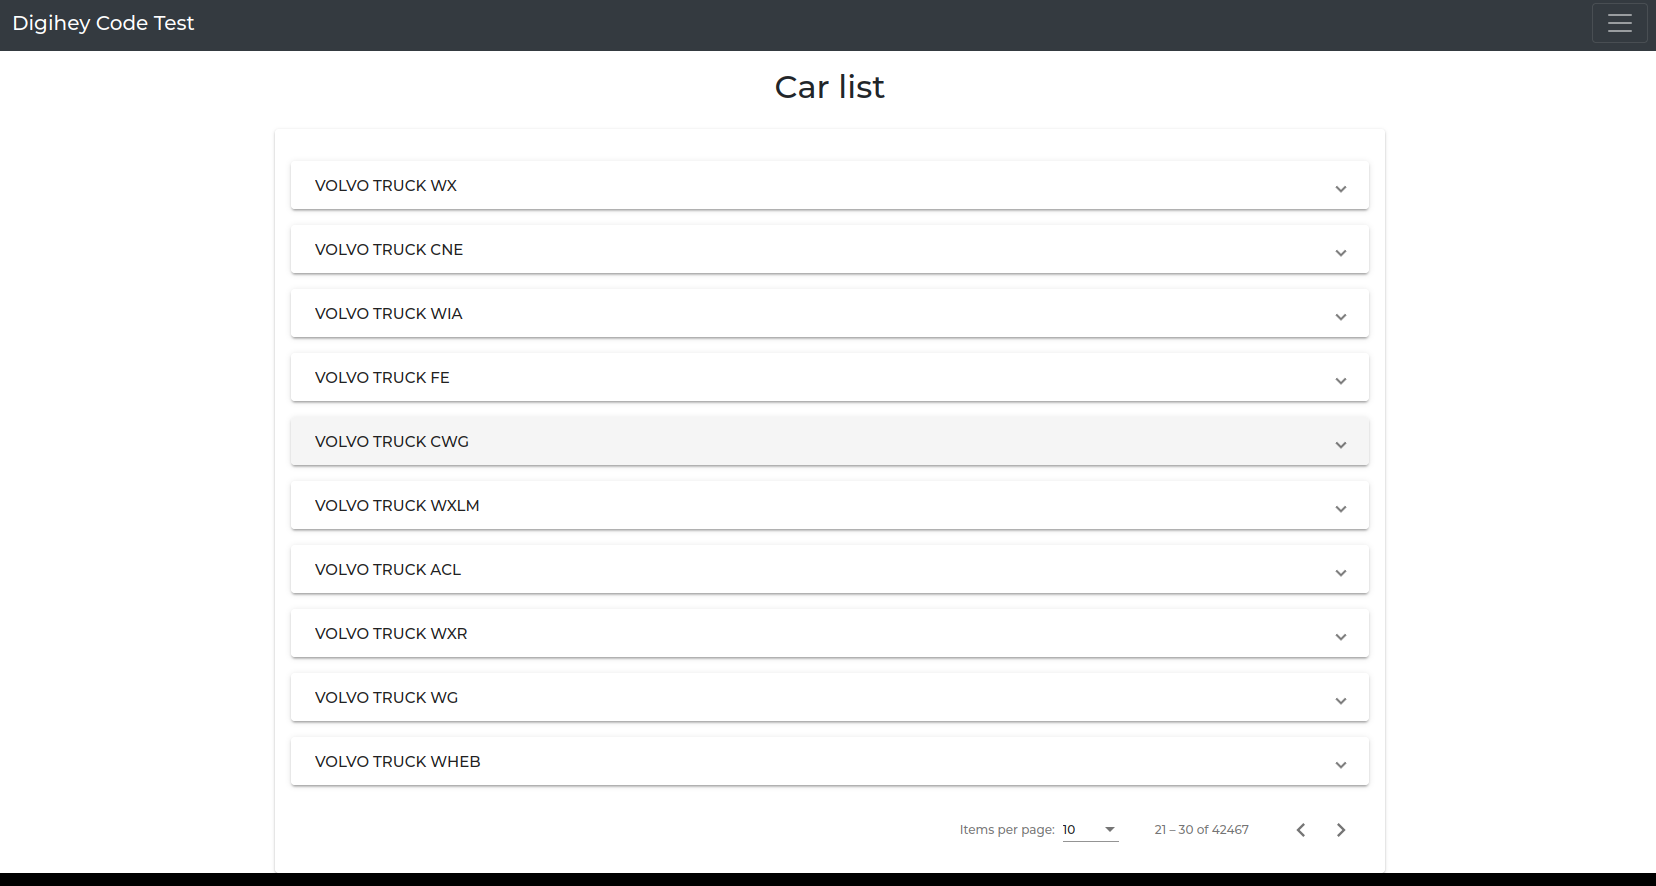 Digihey Code Test
Car list
VOLVO TRUCK WX
VOLVO TRUCK CNE
VOLVO TRUCK WIA
VOLVO TRUCK FE
VOLVO TRUCK CWG
VOLVO TRUCK WXLM
VOLVO TRUCK ACL
VOLVO TRUCK WXR
VOLVO TRUCK WG
VOLVO TRUCK WHEB
Items per page: 10 21 – 30 of 42467